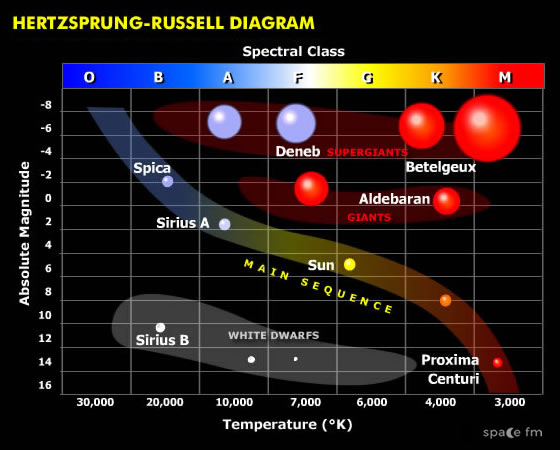 HERTZSPRUNG-RUSSELL DIAGRAM
Spectral Class
O B A F G K M
Absolute Magnitude
-8
-6
-4
-2
0
2
4
6
8
10
12
14
16
Deneb
SUPERGIANTS
Betelgeux
Spica
Aldebaran
GIANTS
Sirius A
Sun
MAIN SEQUENCE
Sirius B
WHITE DWARFS
Proxima
Centuri
30,000 20,000 10,000 7,000 6,000 4,000 3,000
Temperature (°K)
space fm